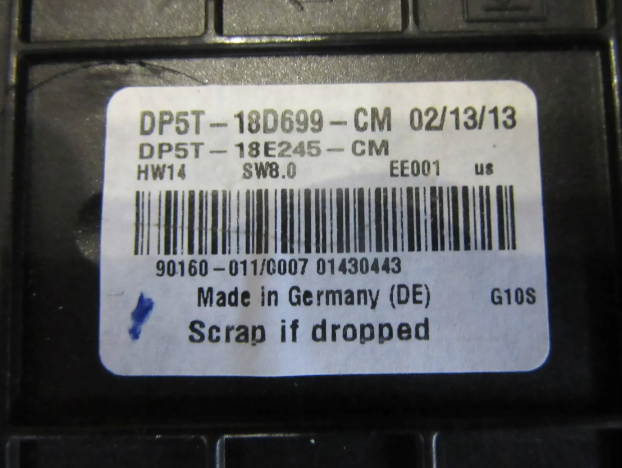 DP5T-18D699-CM 02/13/13
DP5T-18E245-CM
HW14 SW8.0 EE001 us
90160-011/0007 01430443
Made in Germany (DE) G10S
Scrap if dropped